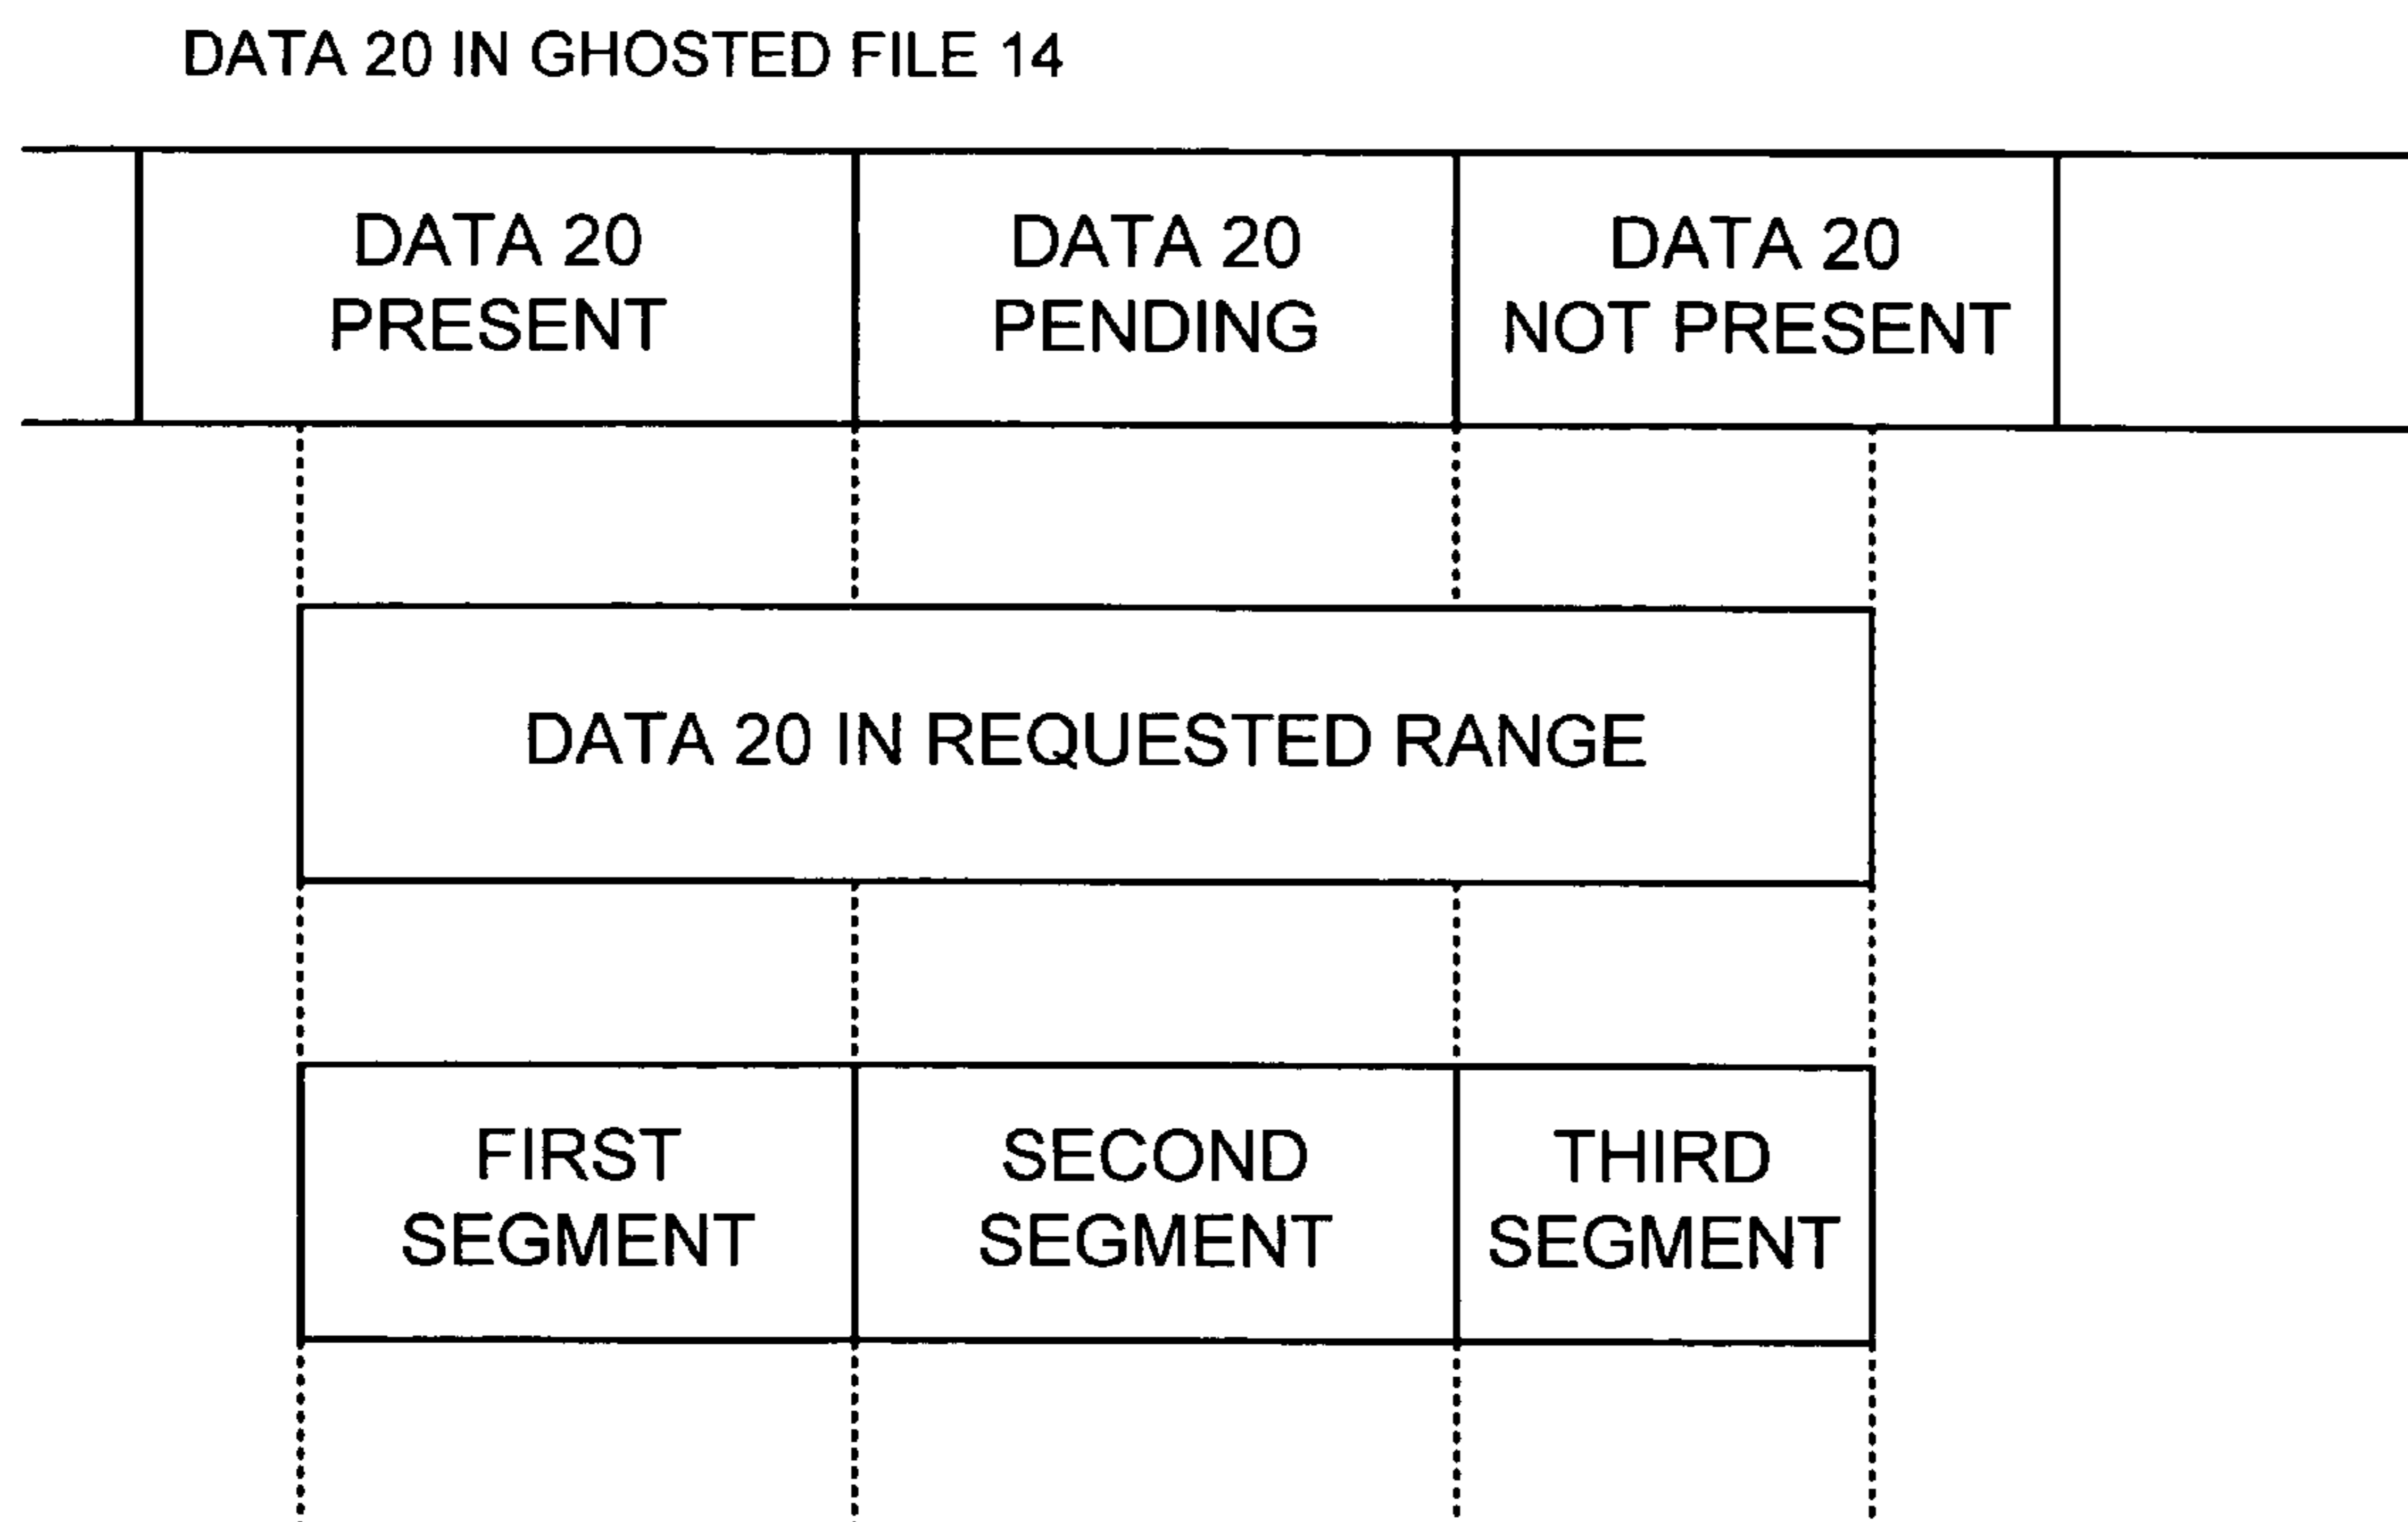 DATA 20 IN GHOSTED FILE 14
DATA 20
PRESENT
DATA 20
PENDING
DATA 20
NOT PRESENT
DATA 20 IN REQUESTED RANGE
FIRST
SEGMENT
SECOND
SEGMENT
THIRD
SEGMENT